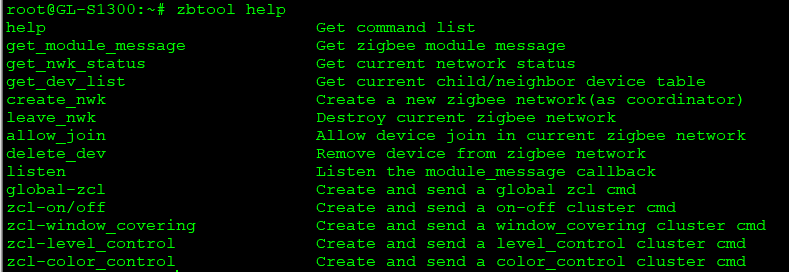 root@GL-S1300:~# zbtool help
help Get command list
get_module_message Get zigbee module message
get_nwk_status Get current network status
get_dev_list Get current child/neighbor device table
create_nwk Create a new zigbee network(as coordinator)
leave_nwk Destroy current zigbee network
allow_join Allow device join in current zigbee network
delete_dev Remove device from zigbee network
listen Listen the module_message callback
global-zcl Create and send a global zcl cmd
zcl-on/off Create and send a on-off cluster cmd
zcl-window_covering Create and send a window_covering cluster cmd
zcl-level_control Create and send a level_control cluster cmd
zcl-color_control Create and send a color_control cluster cmd